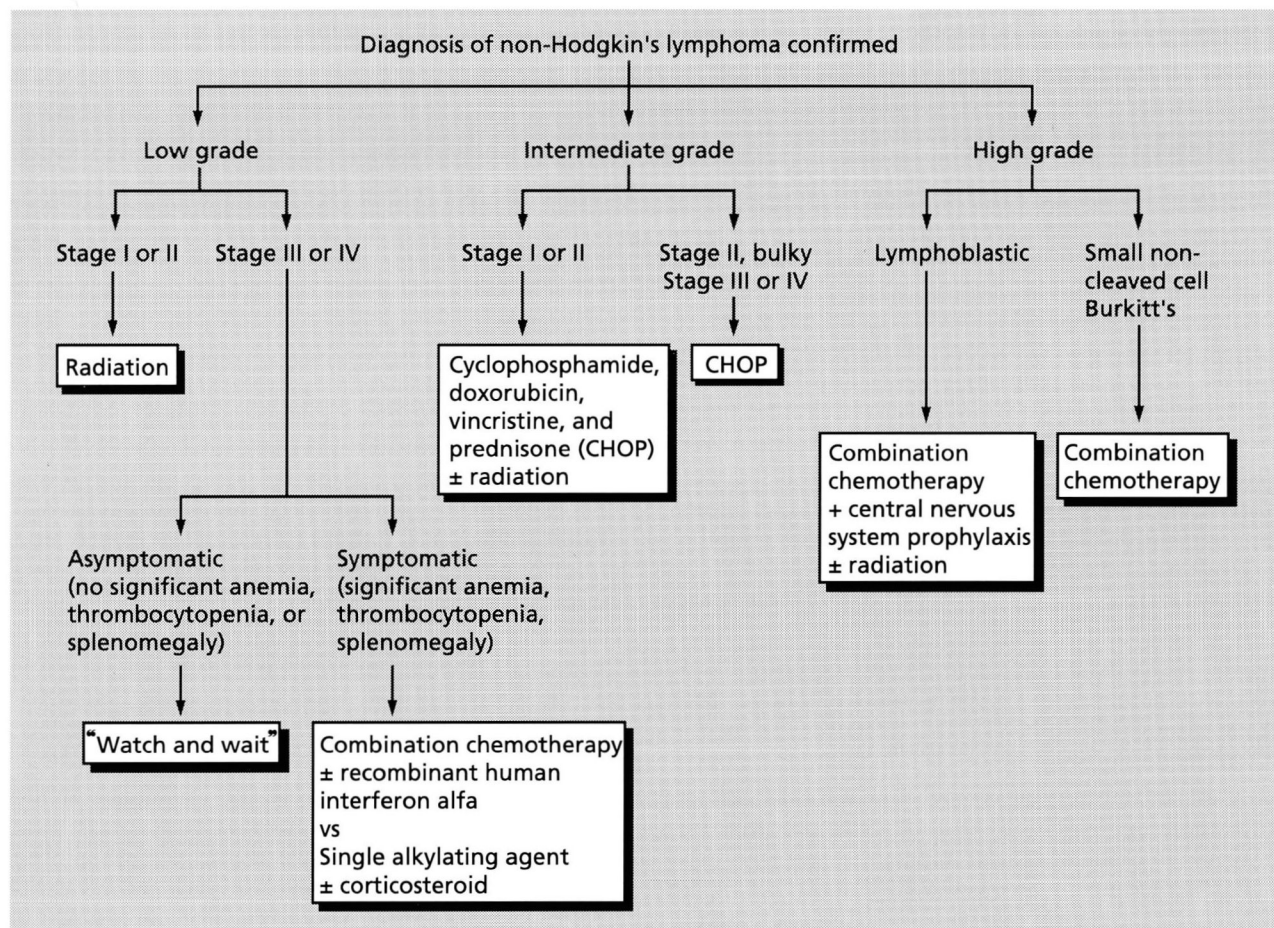 Diagnosis of non-Hodgkin's lymphoma confirmed
Low grade
Intermediate grade
High grade
Stage I or II
Stage III or IV
Stage I or II
Stage II, bulky
Stage III or IV
Lymphoblastic
Small non-
cleaved cell
Burkitt's
Radiation
Cyclophosphamide,
doxorubicin,
vincristine, and
prednisone (CHOP)
± radiation
CHOP
Combination
chemotherapy
+ central nervous
system prophylaxis
± radiation
Combination
chemotherapy
Asymptomatic
(no significant anemia,
thrombocytopenia, or
splenomegaly)
Symptomatic
(significant anemia,
thrombocytopenia,
splenomegaly)
"Watch and wait"
Combination chemotherapy
± recombinant human
interferon alfa
vs
Single alkylating agent
± corticosteroid